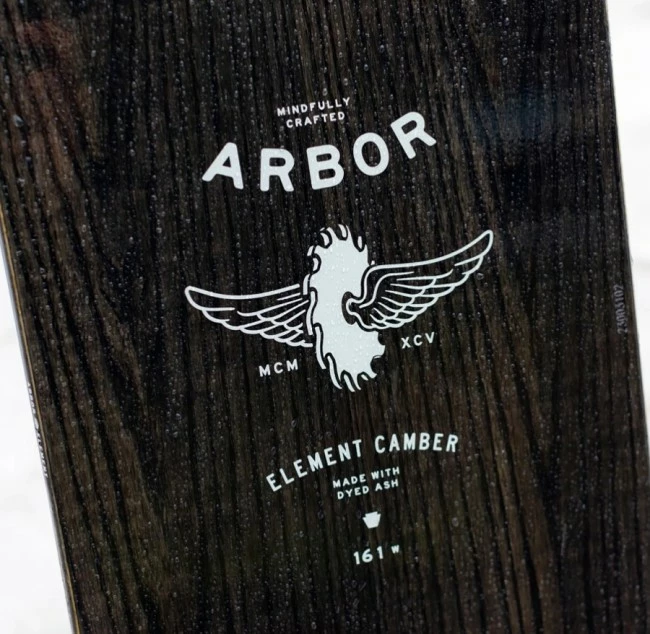 MINDFULLY
CRAFTED
ARBOR
MCM XCV
ELEMENT CAMBER
MADE WITH
DYED ASH
161 W